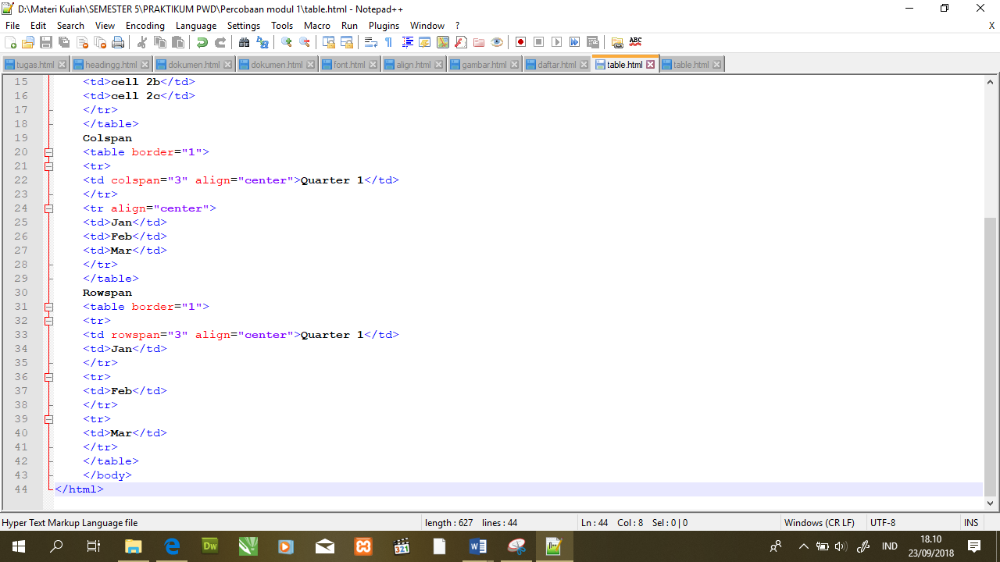 D:\Materi Kuliah\SEMESTER 5\PRAKTIKUM PWD\Percobaan modul 1\table.html - Notepad++
File Edit Search View Encoding Language Settings Tools Macro Run Plugins Window ? X
tugas.html headingg.html dokumen.html dokumen.html font.html align.html gambar.html daftar.html table.html table.html
15 <td>cell 2b</td>
16 <td>cell 2c</td>
17 </tr>
18 </table>
19 Colspan
20 <table border="1">
21 <tr>
22 <td colspan="3" align="center">Quarter 1</td>
23 </tr>
24 <tr align="center">
25 <td>Jan</td>
26 <td>Feb</td>
27 <td>Mar</td>
28 </tr>
29 </table>
30 Rowspan
31 <table border="1">
32 <tr>
33 <td rowspan="3" align="center">Quarter 1</td>
34 <td>Jan</td>
35 </tr>
36 <tr>
37 <td>Feb</td>
38 </tr>
39 <tr>
40 <td>Mar</td>
41 </tr>
42 </table>
43 </body>
44 </html>
Hyper Text Markup Language file length : 627 lines : 44 Ln : 44 Col : 8 Sel : 0 | 0 Windows (CR LF) UTF-8 INS
Dw 321 IND 18.10
23/09/2018